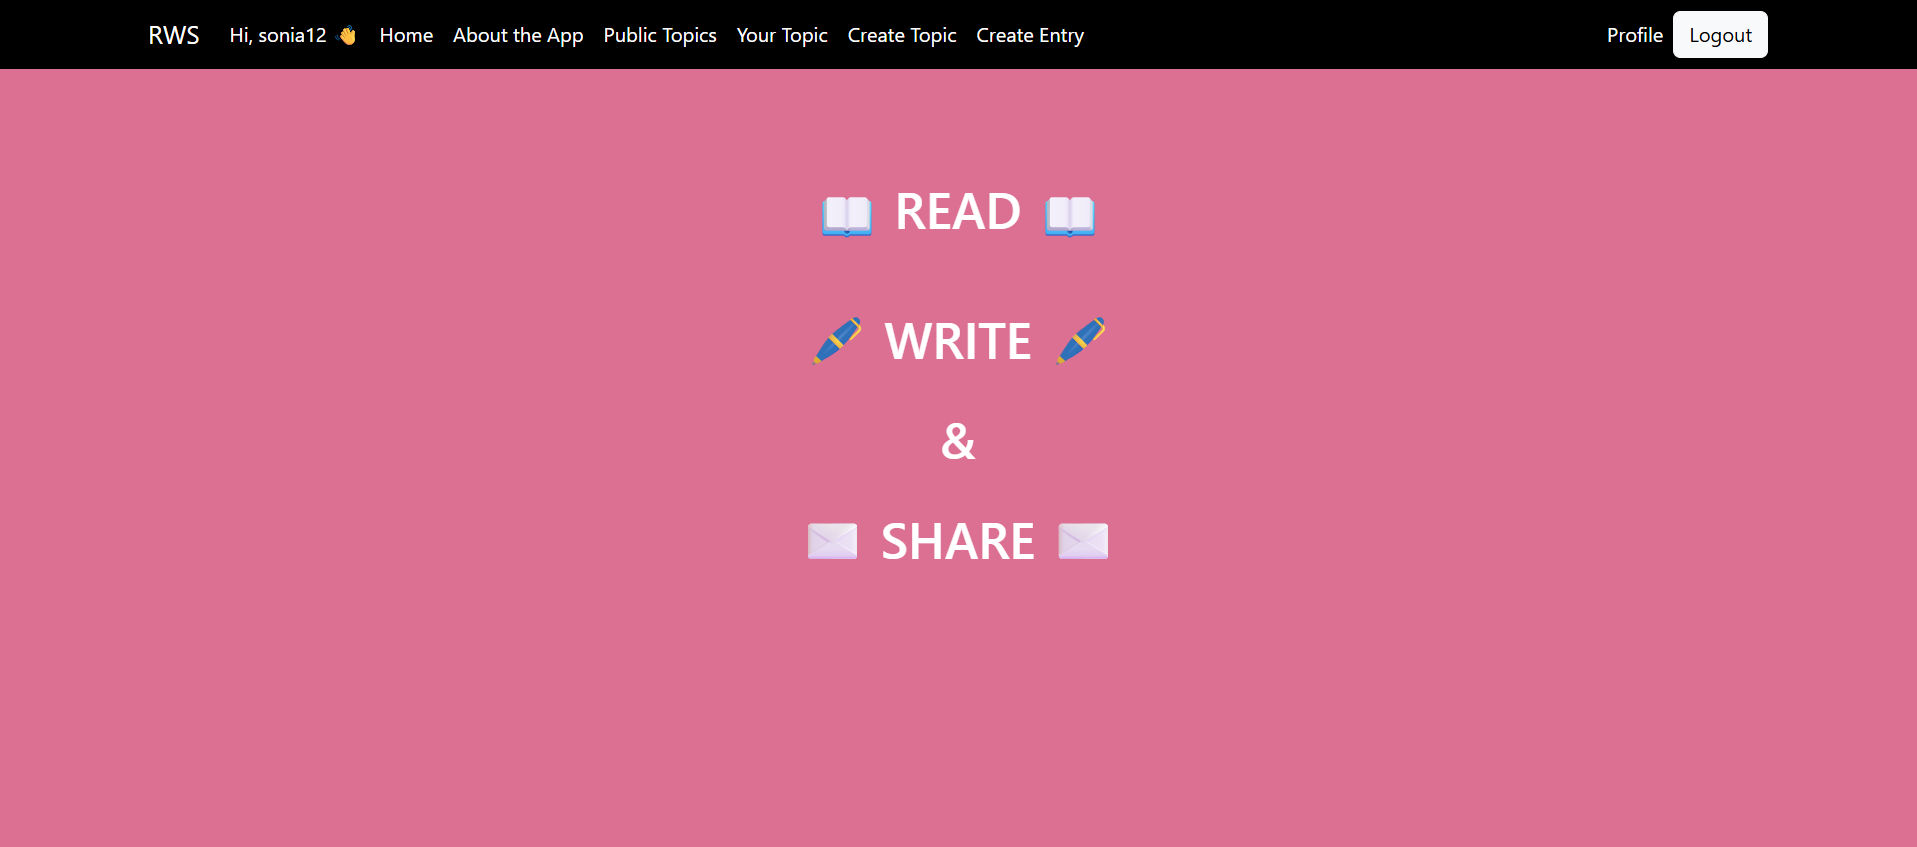 RWS Hi, sonia12 👋 Home About the App Public Topics Your Topic Create Topic Create Entry Profile Logout
📖 READ 📖
🖊️ WRITE 🖊️
&
✉️ SHARE ✉️